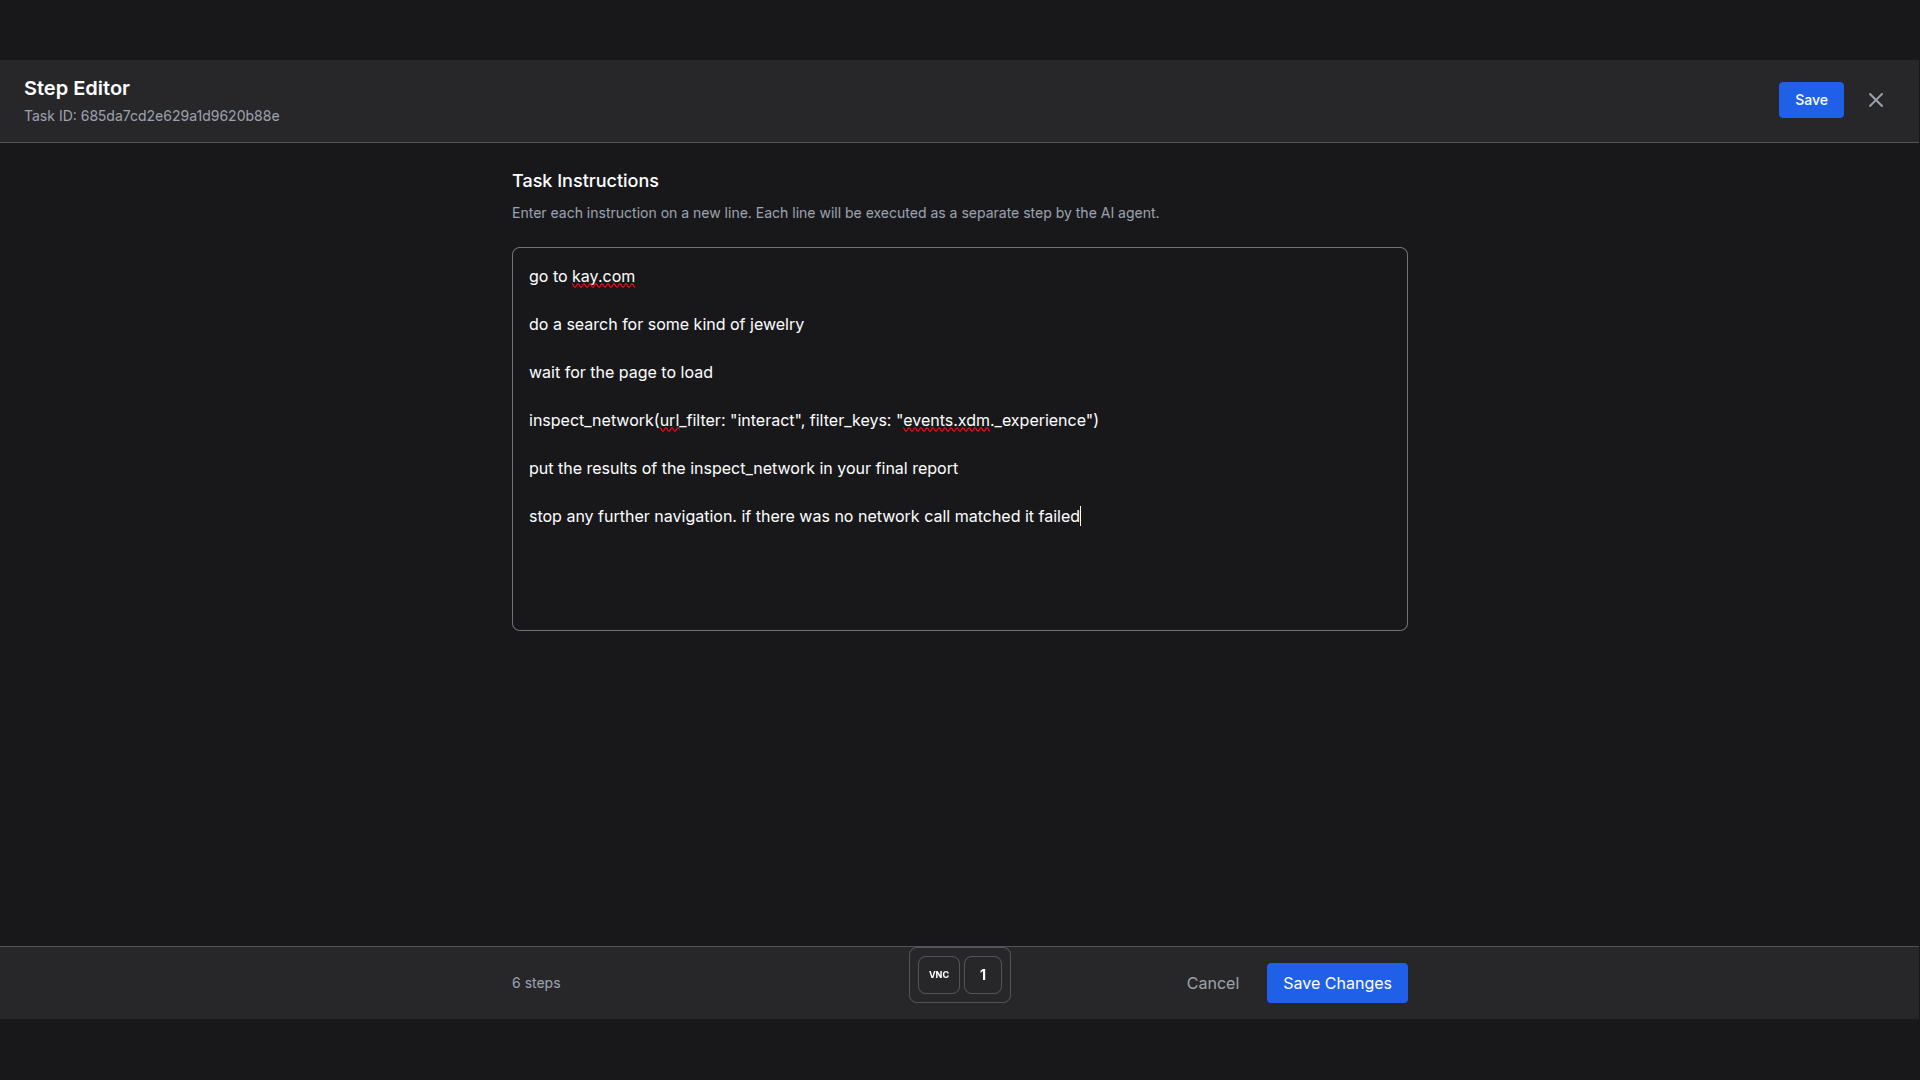 Step Editor
Task ID: 685da7cd2e629a1d9620b88e
Save
Task Instructions
Enter each instruction on a new line. Each line will be executed as a separate step by the AI agent.
go to kay.com
do a search for some kind of jewelry
wait for the page to load
inspect_network(url_filter: "interact", filter_keys: "events.xdm._experience")
put the results of the inspect_network in your final report
stop any further navigation. if there was no network call matched it failed
6 steps
VNC
1
Cancel
Save Changes